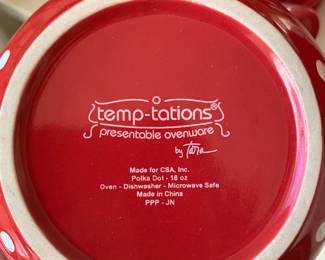 temp-tations®
presentable ovenware
by Tara
Made for CSA, Inc.
Polka Dot - 18 oz
Oven - Dishwasher - Microwave Safe
Made in China
PPP - JN